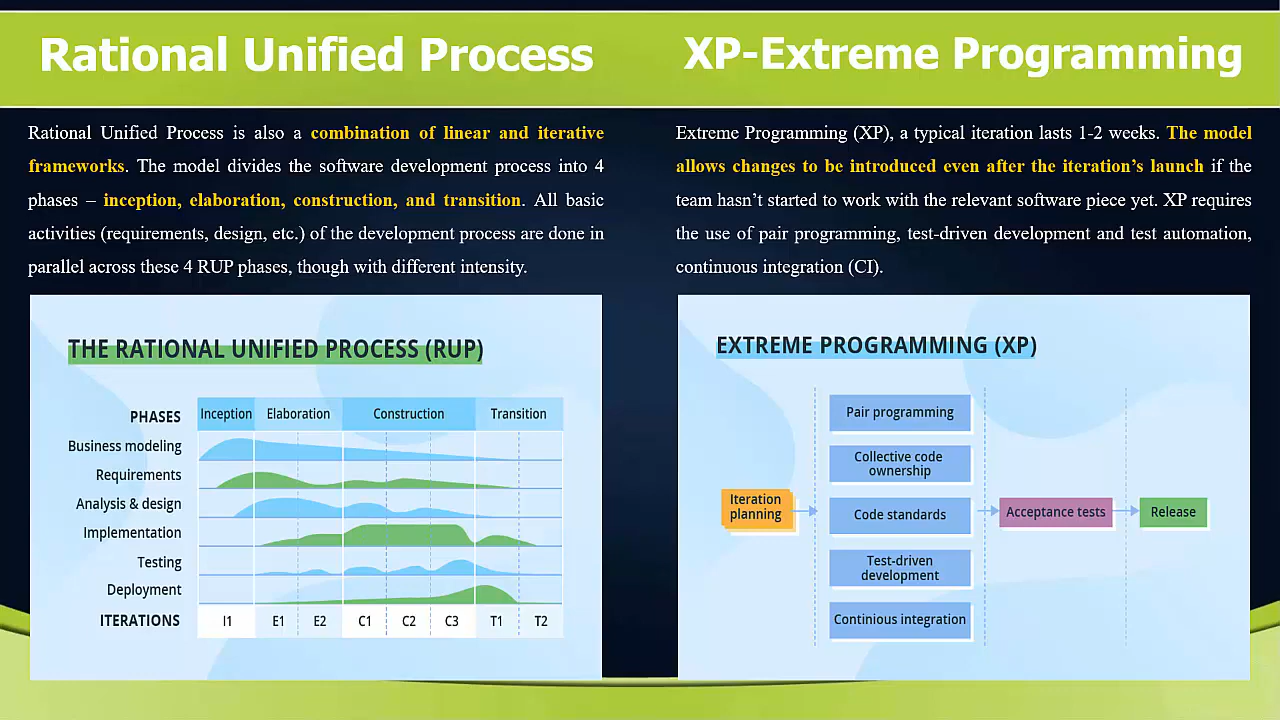 Rational Unified Process
Rational Unified Process is also a combination of linear and iterative
frameworks. The model divides the software development process into 4
phases – inception, elaboration, construction, and transition. All basic
activities (requirements, design, etc.) of the development process are done in
parallel across these 4 RUP phases, though with different intensity.
THE RATIONAL UNIFIED PROCESS (RUP)
PHASES Inception Elaboration Construction Transition
Business modeling
Requirements
Analysis & design
Implementation
Testing
Deployment
ITERATIONS I1 E1 E2 C1 C2 C3 T1 T2
XP-Extreme Programming
Extreme Programming (XP), a typical iteration lasts 1-2 weeks. The model
allows changes to be introduced even after the iteration’s launch if the
team hasn’t started to work with the relevant software piece yet. XP requires
the use of pair programming, test-driven development and test automation,
continuous integration (CI).
EXTREME PROGRAMMING (XP)
Iteration
planning
Pair programming
Collective code
ownership
Code standards
Test-driven
development
Continious integration
Acceptance tests
Release